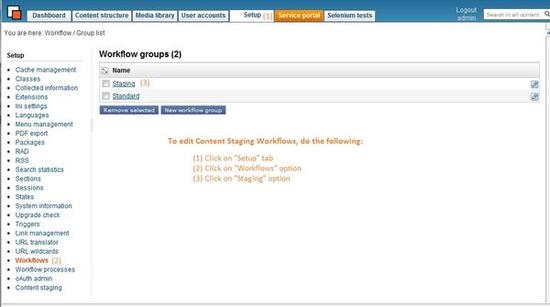 Dashboard Content structure Media library User accounts Setup (1) Service portal Selenium tests
Logout
admin
Search in all content
You are here: Workflow / Group list
Setup
Cache management
Classes
Collected information
Extensions
Ini settings
Languages
Menu management
PDF export
Packages
RAD
RSS
Search statistics
Sections
Sessions
States
System information
Upgrade check
Triggers
Link management
URL translator
URL wildcards
Workflows (2)
Workflow processes
oAuth admin
Content staging
Workflow groups (2)
Name
Staging (3)
Standard
Remove selected New workflow group
To edit Content Staging Workflows, do the following:
(1) Click on "Setup" tab
(2) Click on "Workflows" option
(3) Click on "Staging" option